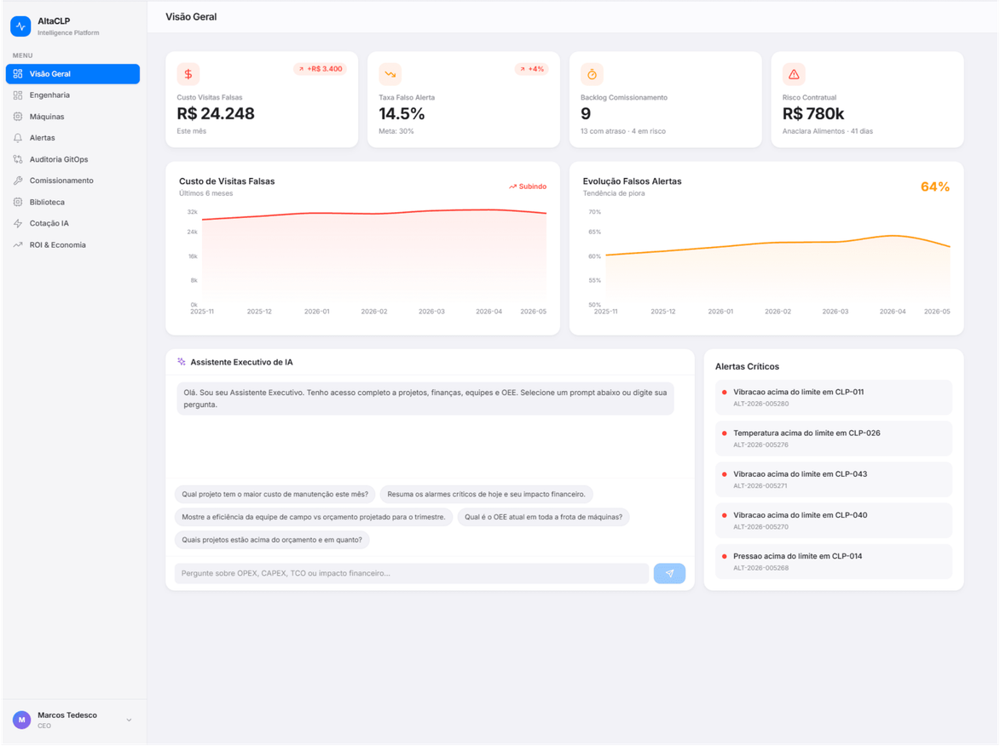 AltaCLP
Intelligence Platform
MENU
Visão Geral
Engenharia
Máquinas
Alertas
Auditoria GitOps
Comissionamento
Biblioteca
Cotação IA
ROI & Economia
Marcos Tedesco
CEO
M
Visão Geral
+R$ 3.400
Custo Visitas Falsas
R$ 24.248
Este mês
+4%
Taxa Falso Alerta
14.5%
Meta: 30%
Backlog Comissionamento
9
13 com atraso · 4 em risco
Risco Contratual
R$ 780k
Anaclara Alimentos · 41 dias
Custo de Visitas Falsas
Últimos 6 meses
Subindo
32k
24k
16k
8k
0k
2025-11 2025-12 2026-01 2026-02 2026-03 2026-04 2026-05
Evolução Falsos Alertas
Tendência de piora
64%
70%
65%
60%
55%
50%
2025-11 2025-12 2026-01 2026-02 2026-03 2026-04 2026-05
Assistente Executivo de IA
Olá. Sou seu Assistente Executivo. Tenho acesso completo a projetos, finanças, equipes e OEE. Selecione um prompt abaixo ou digite sua
pergunta.
Qual projeto tem o maior custo de manutenção este mês? Resuma os alarmes críticos de hoje e seu impacto financeiro.
Mostre a eficiência da equipe de campo vs orçamento projetado para o trimestre. Qual é o OEE atual em toda a frota de máquinas?
Quais projetos estão acima do orçamento e em quanto?
Pergunte sobre OPEX, CAPEX, TCO ou impacto financeiro...
Alertas Críticos
Vibracao acima do limite em CLP-011
ALT-2026-005280
Temperatura acima do limite em CLP-026
ALT-2026-005276
Vibracao acima do limite em CLP-043
ALT-2026-005271
Vibracao acima do limite em CLP-040
ALT-2026-005270
Pressao acima do limite em CLP-014
ALT-2026-005268